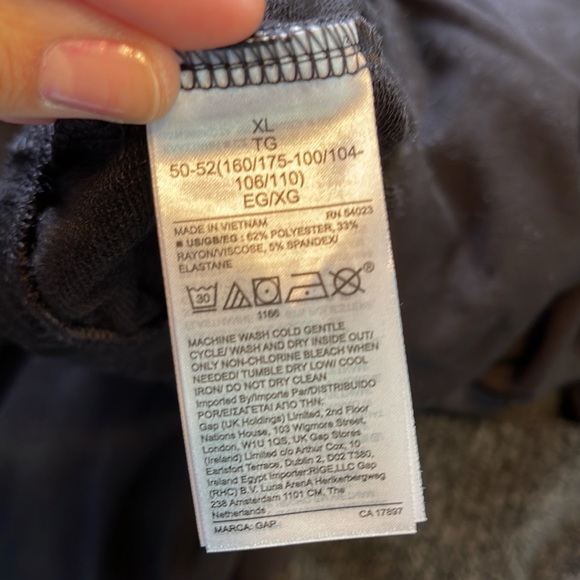 XL
TG
50-52(160/175-100/104-
106/110)
EG/XG
MADE IN VIETNAM RN 54023
■ US/GB/EG : 62% POLYESTER, 33%
RAYON/VISCOSE, 5% SPANDEX/
ELASTANE
30
®
1166
MACHINE WASH COLD GENTLE
CYCLE/ WASH AND DRY INSIDE OUT/
ONLY NON-CHLORINE BLEACH WHEN
NEEDED/ TUMBLE DRY LOW/ COOL
IRON/ DO NOT DRY CLEAN
Imported By/Importe Par/DISTRIBUIDO
POR/ΕΙΣΑΓΕΤΑΙ ΑΠΟ ΤΗΝ:
Gap (UK Holdings) Limited, 2nd Floor
Nations House, 103 Wigmore Street,
London, W1U 1QS, UK Gap Stores
(Ireland) Limited c/o Arthur Cox, 10
Earlsfort Terrace, Dublin 2, D02 T380,
Ireland Egypt Importer:RIGE,LLC Gap
(RHC) B.V. Luna ArenA Herikerbergweg
238 Amsterdam 1101 CM, The
Netherlands
MARCA: GAP CA 17897